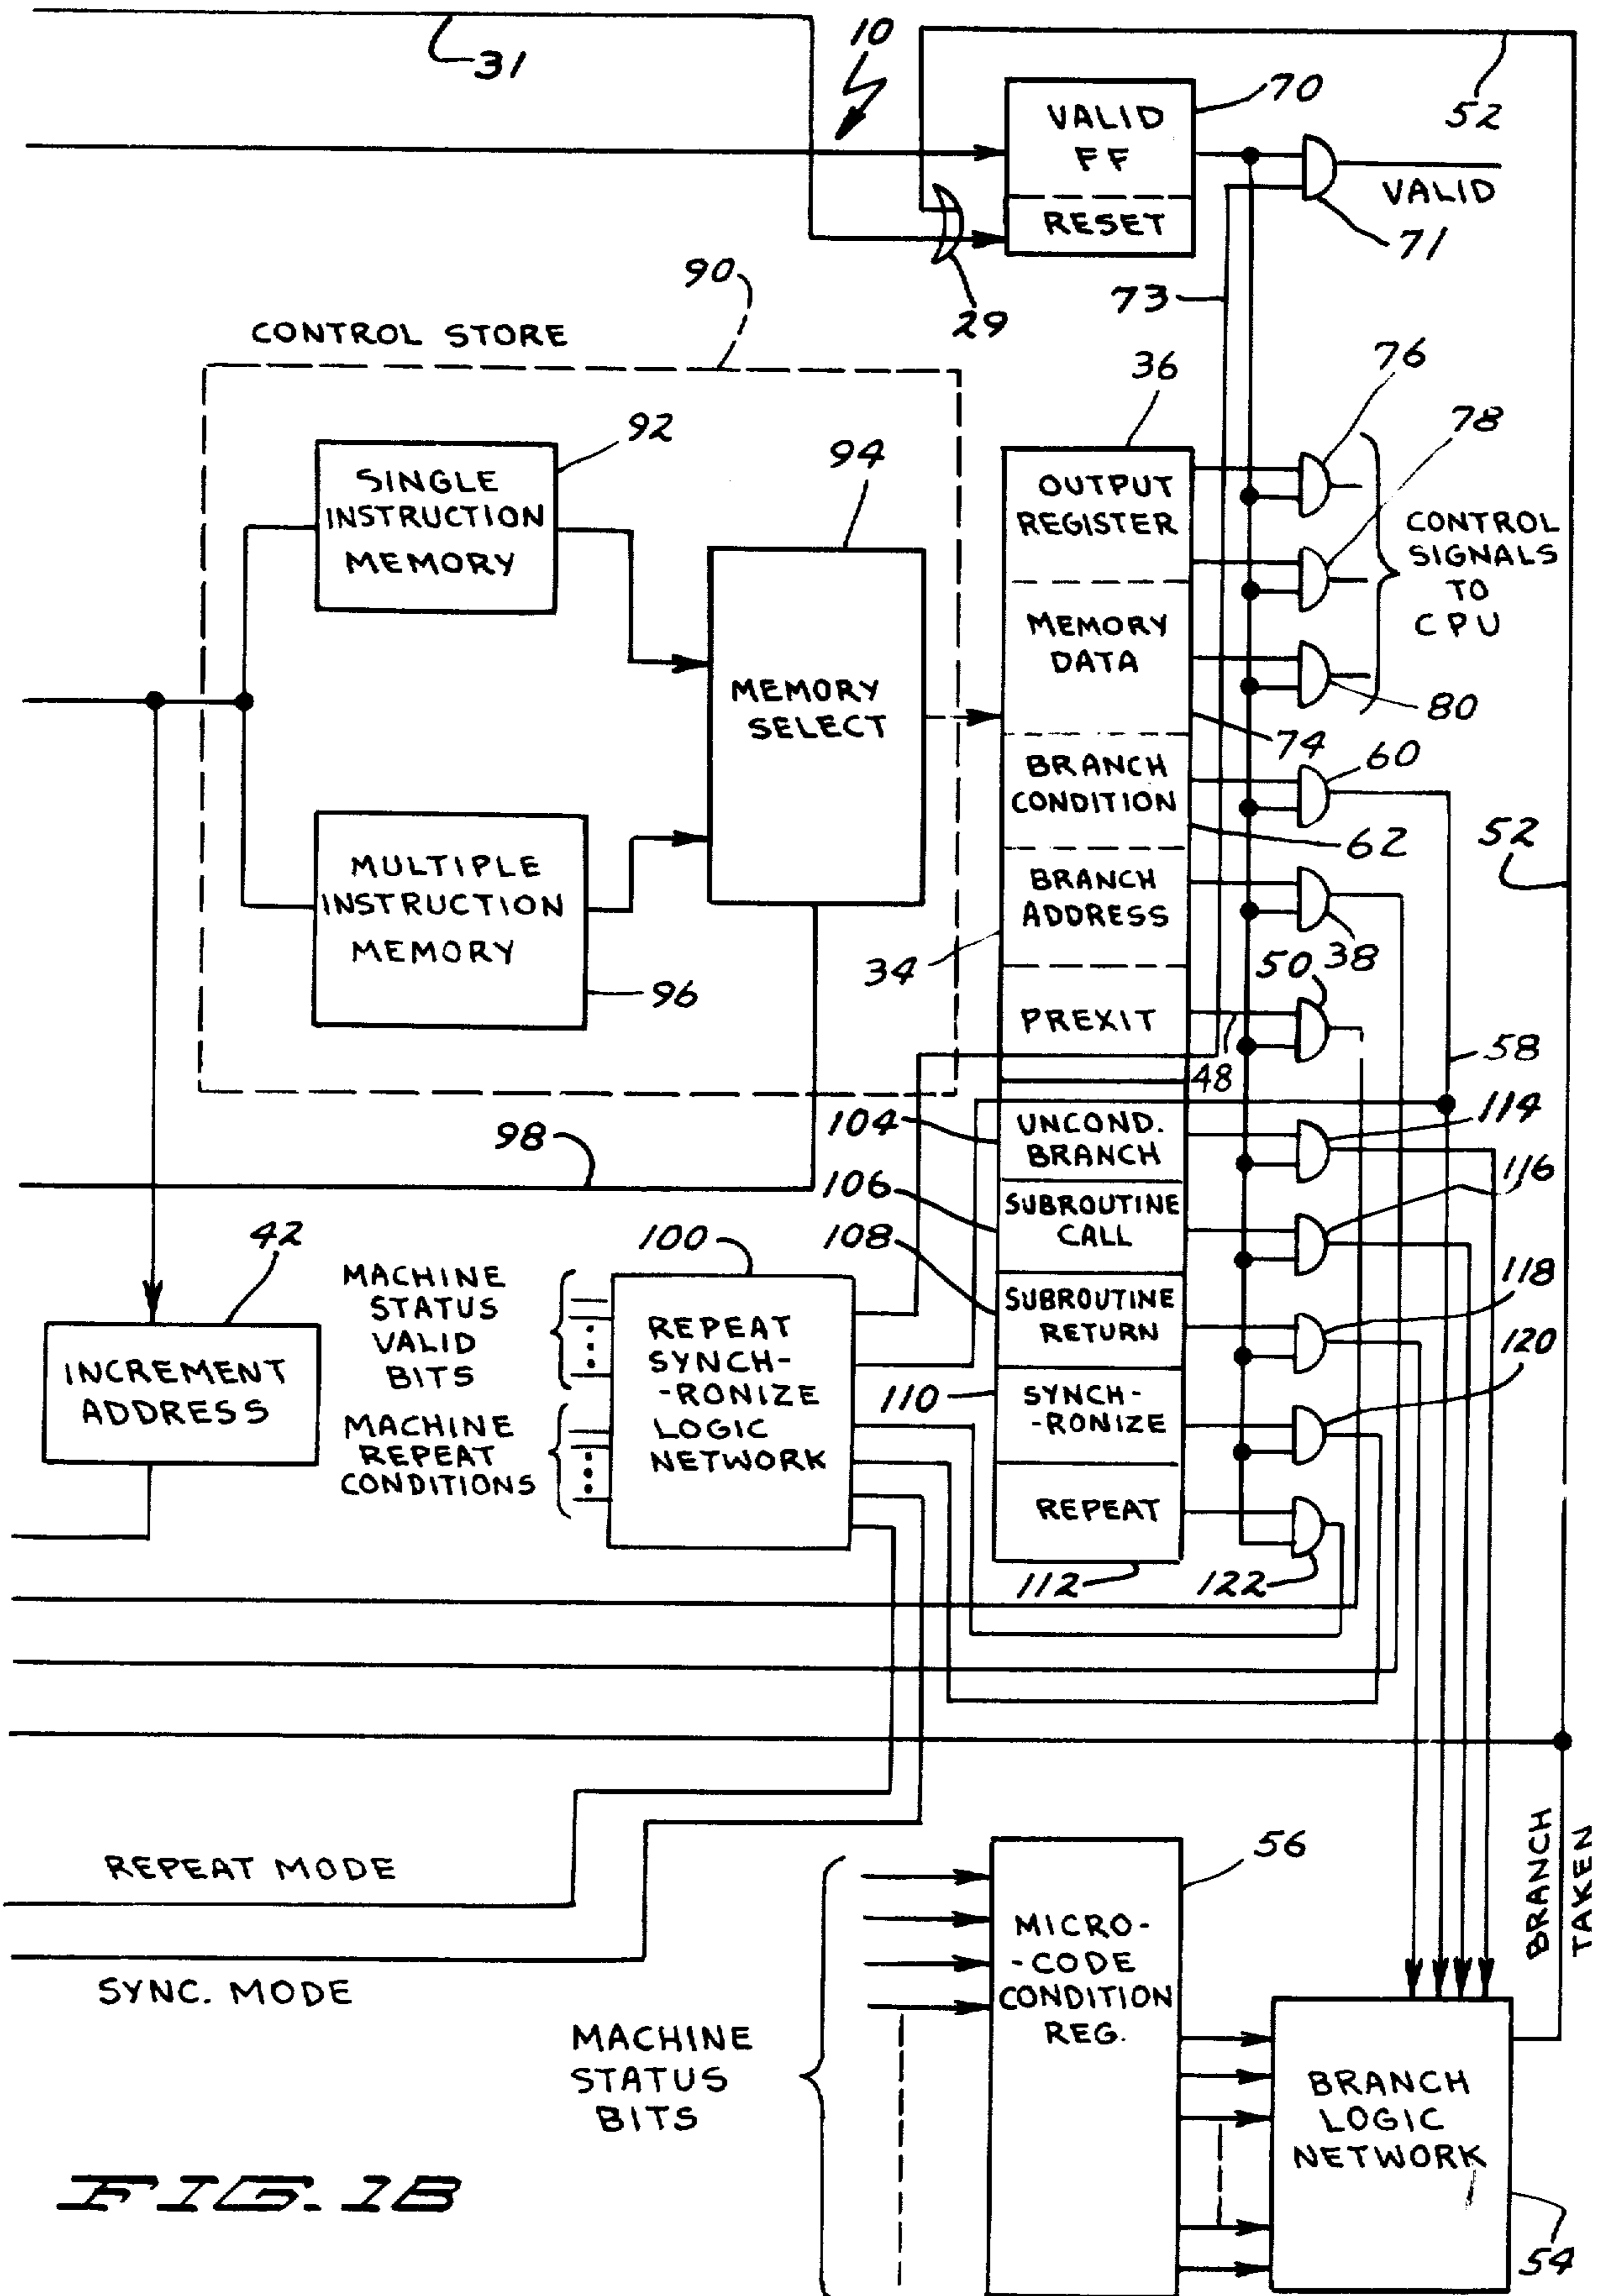 31
10
52
VALID
FF
RESET
70
VALID
71
29
73
90
CONTROL STORE
36
76
78
92
94
SINGLE
INSTRUCTION
MEMORY
OUTPUT
REGISTER
CONTROL
SIGNALS
TO
CPU
MEMORY
DATA
80
MEMORY
SELECT
74
BRANCH
CONDITION
60
62
52
MULTIPLE
INSTRUCTION
MEMORY
BRANCH
ADDRESS
38
34
96
50
PREXIT
48
58
98
104
UNCOND.
BRANCH
114
106
SUBROUTINE
CALL
116
42
100
108
SUBROUTINE
RETURN
118
MACHINE
STATUS
VALID
BITS
REPEAT
SYNCH-
-RONIZE
LOGIC
NETWORK
120
INCREMENT
ADDRESS
110
SYNCH-
-RONIZE
MACHINE
REPEAT
CONDITIONS
REPEAT
112
122
REPEAT MODE
SYNC. MODE
56
BRANCH
TAKEN
MICRO-
-CODE
CONDITION
REG.
MACHINE
STATUS
BITS
BRANCH
LOGIC
NETWORK
54
FIG. 1B